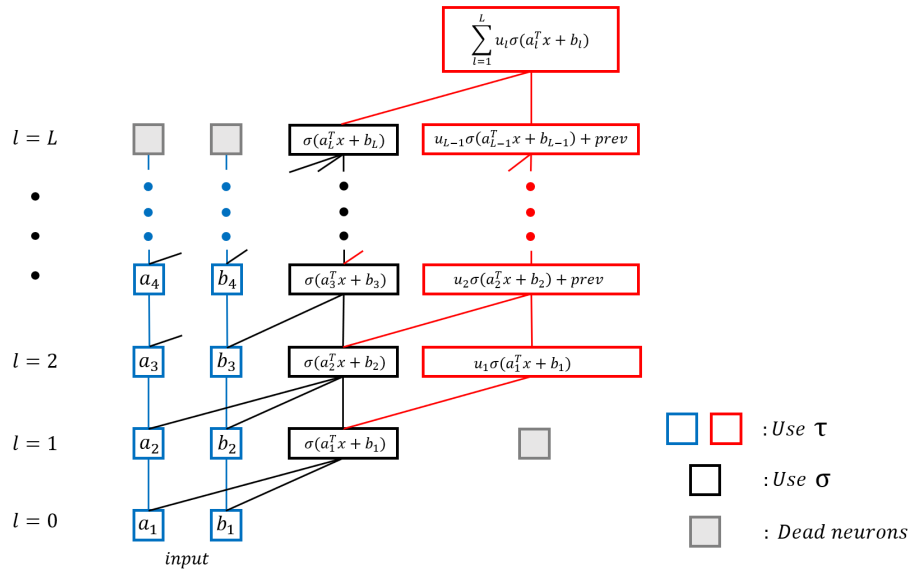 \sum_{l=1}^{L} u_l σ(a_l^T x + b_l)
l = L
σ(a_L^T x + b_L)
u_{L-1} σ(a_{L-1}^T x + b_{L-1}) + prev
a_4
b_4
σ(a_3^T x + b_3)
u_2 σ(a_2^T x + b_2) + prev
l = 2
a_3
b_3
σ(a_2^T x + b_2)
u_1 σ(a_1^T x + b_1)
l = 1
a_2
b_2
σ(a_1^T x + b_1)
: Use τ
: Use σ
l = 0
a_1
b_1
: Dead neurons
input